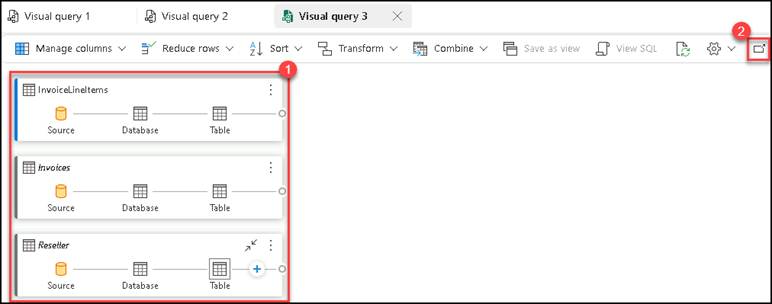 Visual query 1 Visual query 2 Visual query 3
2
Manage columns Reduce rows Sort Transform Combine Save as view View SQL
1
InvoiceLineItems
Source Database Table
Invoices
Source Database Table
Reseller
Source Database Table